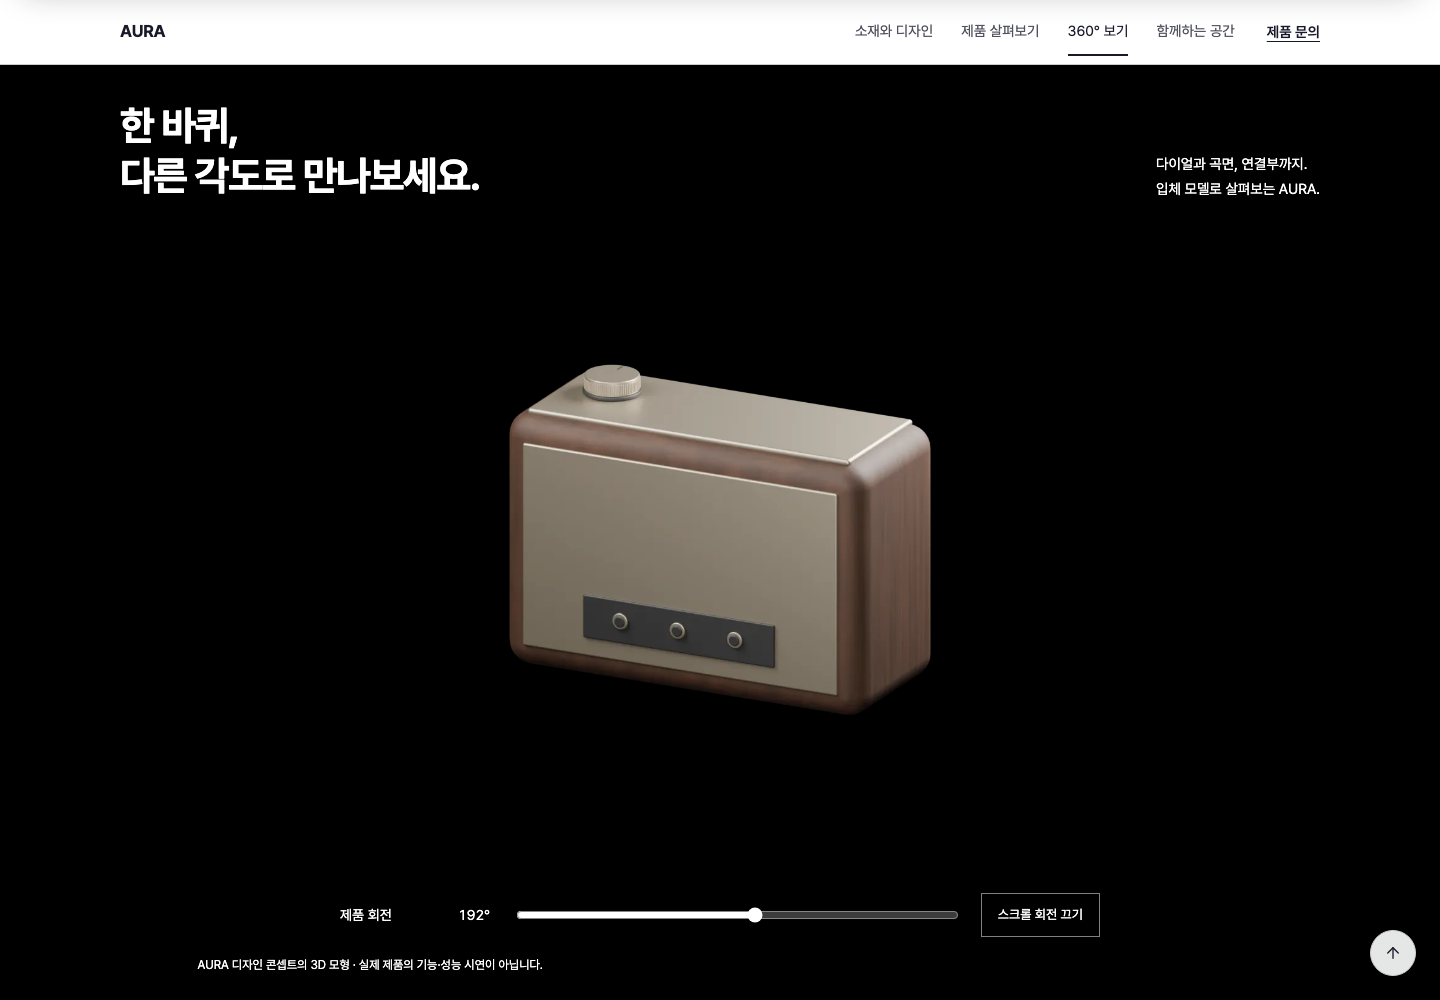 AURA
소재와 디자인
제품 살펴보기
360° 보기
함께하는 공간
제품 문의
한 바퀴,
다른 각도로 만나보세요.
다이얼과 곡면, 연결부까지.
입체 모델로 살펴보는 AURA.
제품 회전
192°
스크롤 회전 끄기
AURA 디자인 콘셉트의 3D 모형 · 실제 제품의 기능·성능 시연이 아닙니다.